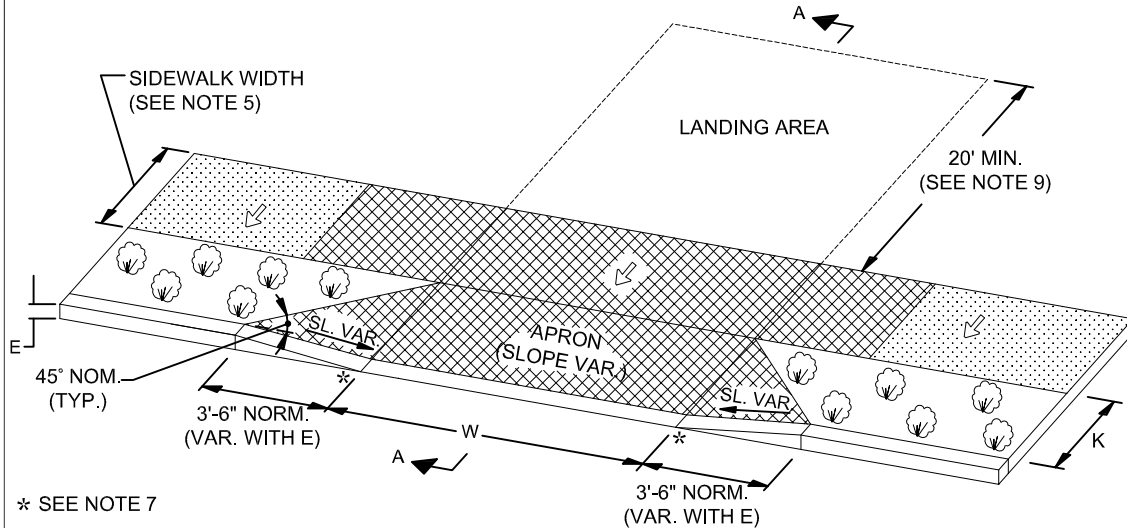 A
SIDEWALK WIDTH
(SEE NOTE 5)
LANDING AREA
20' MIN.
(SEE NOTE 9)
E
SL. VAR.
APRON
(SLOPE VAR.)
45° NOM.
(TYP.)
*
SL. VAR
3'-6" NORM.
(VAR. WITH E)
W
*
K
A
3'-6" NORM.
(VAR. WITH E)
* SEE NOTE 7